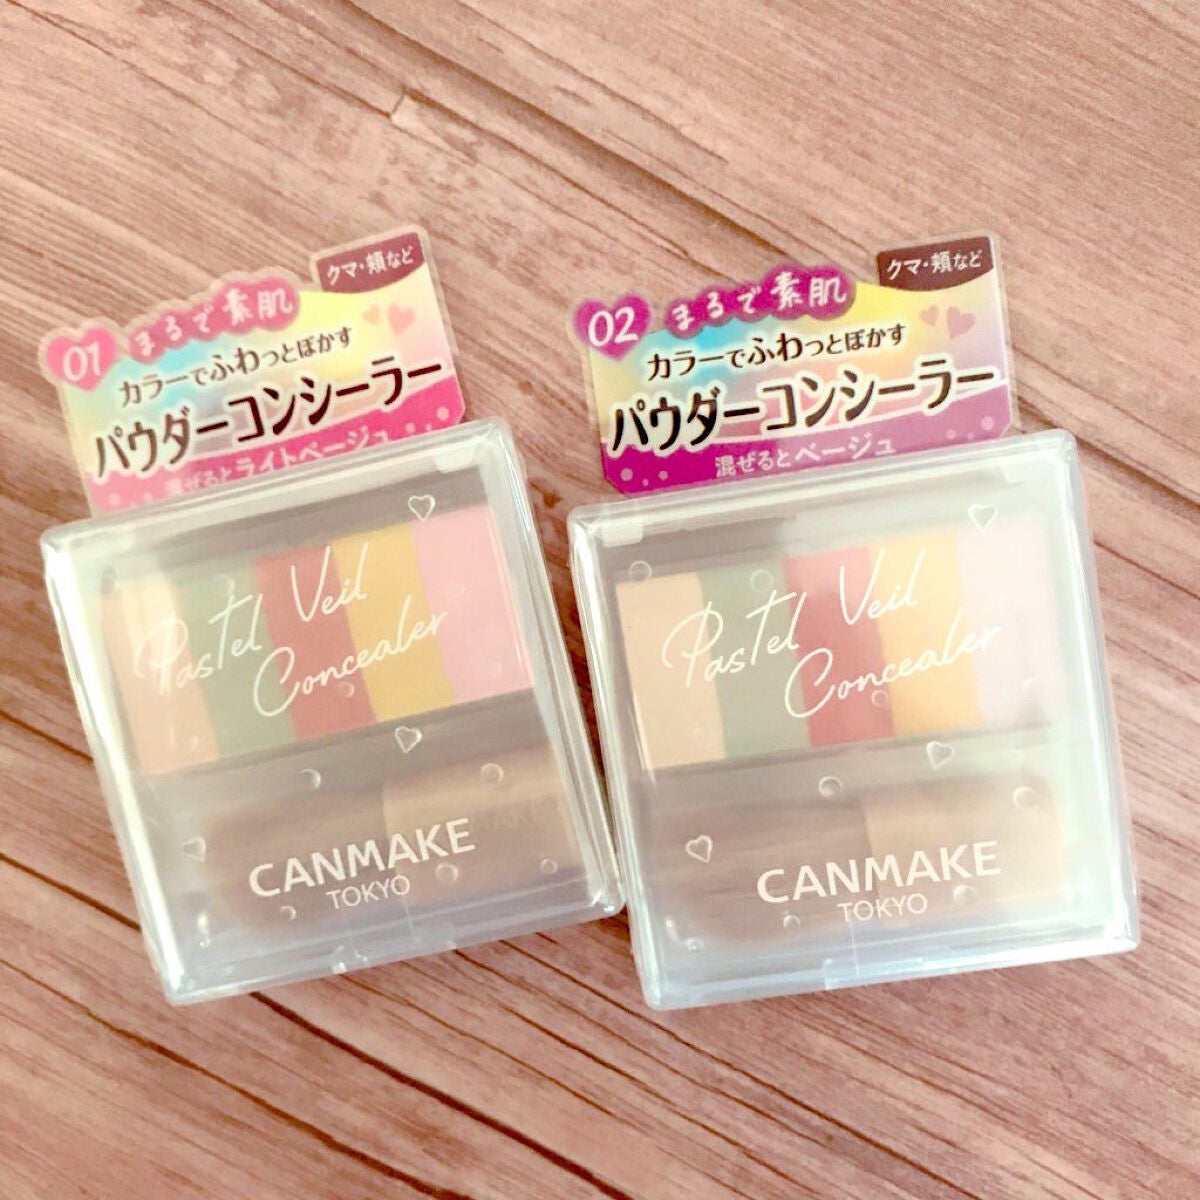 クマ・頬など
01 まるで素肌
カラーでふわっとぼかす
パウダーコンシーラー
混ぜるとライトベージュ
Pastel Veil
Concealer
CANMAKE
TOKYO
クマ・頬など
02 まるで素肌
カラーでふわっとぼかす
パウダーコンシーラー
混ぜるとベージュ
Pastel Veil
Concealer
CANMAKE
TOKYO